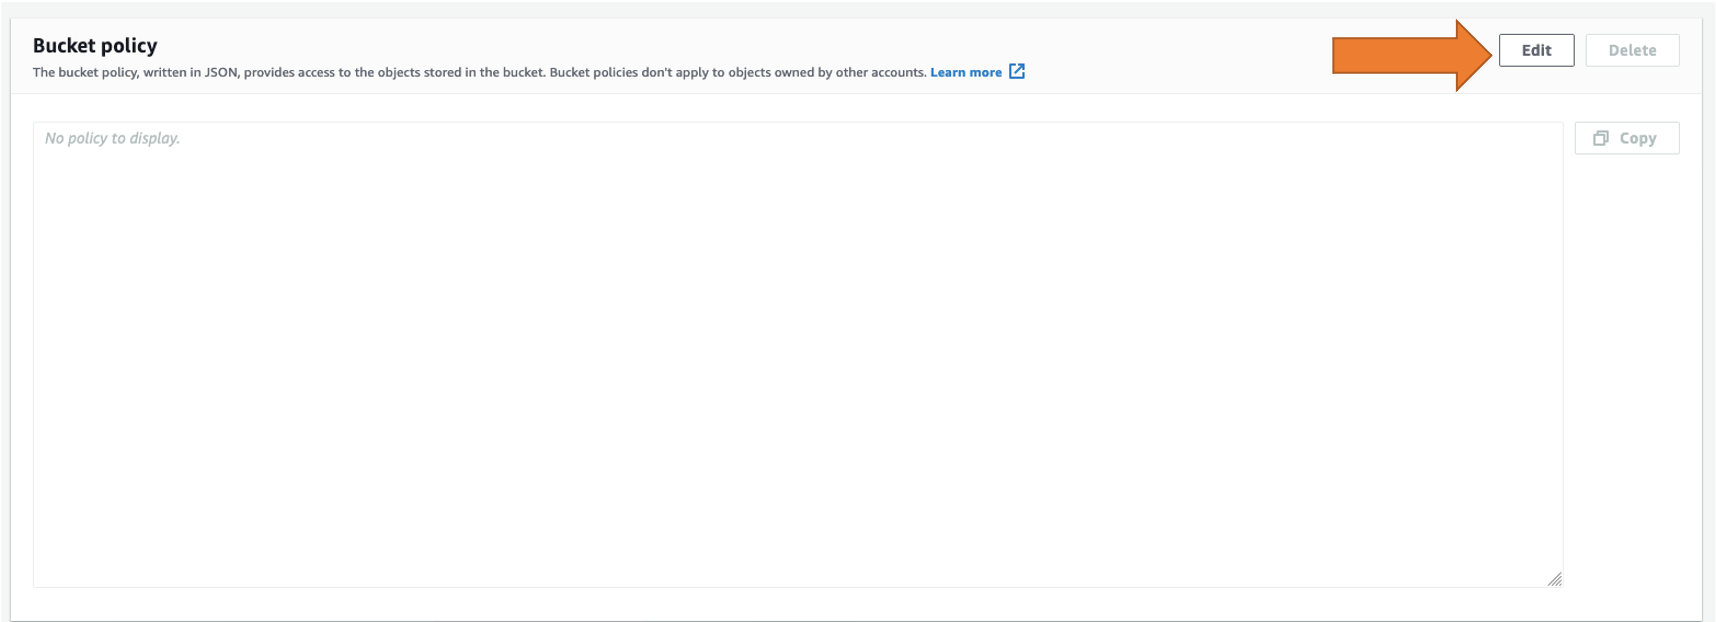 Bucket policy
The bucket policy, written in JSON, provides access to the objects stored in the bucket. Bucket policies don't apply to objects owned by other accounts. Learn more
Edit
Delete
No policy to display.
Copy